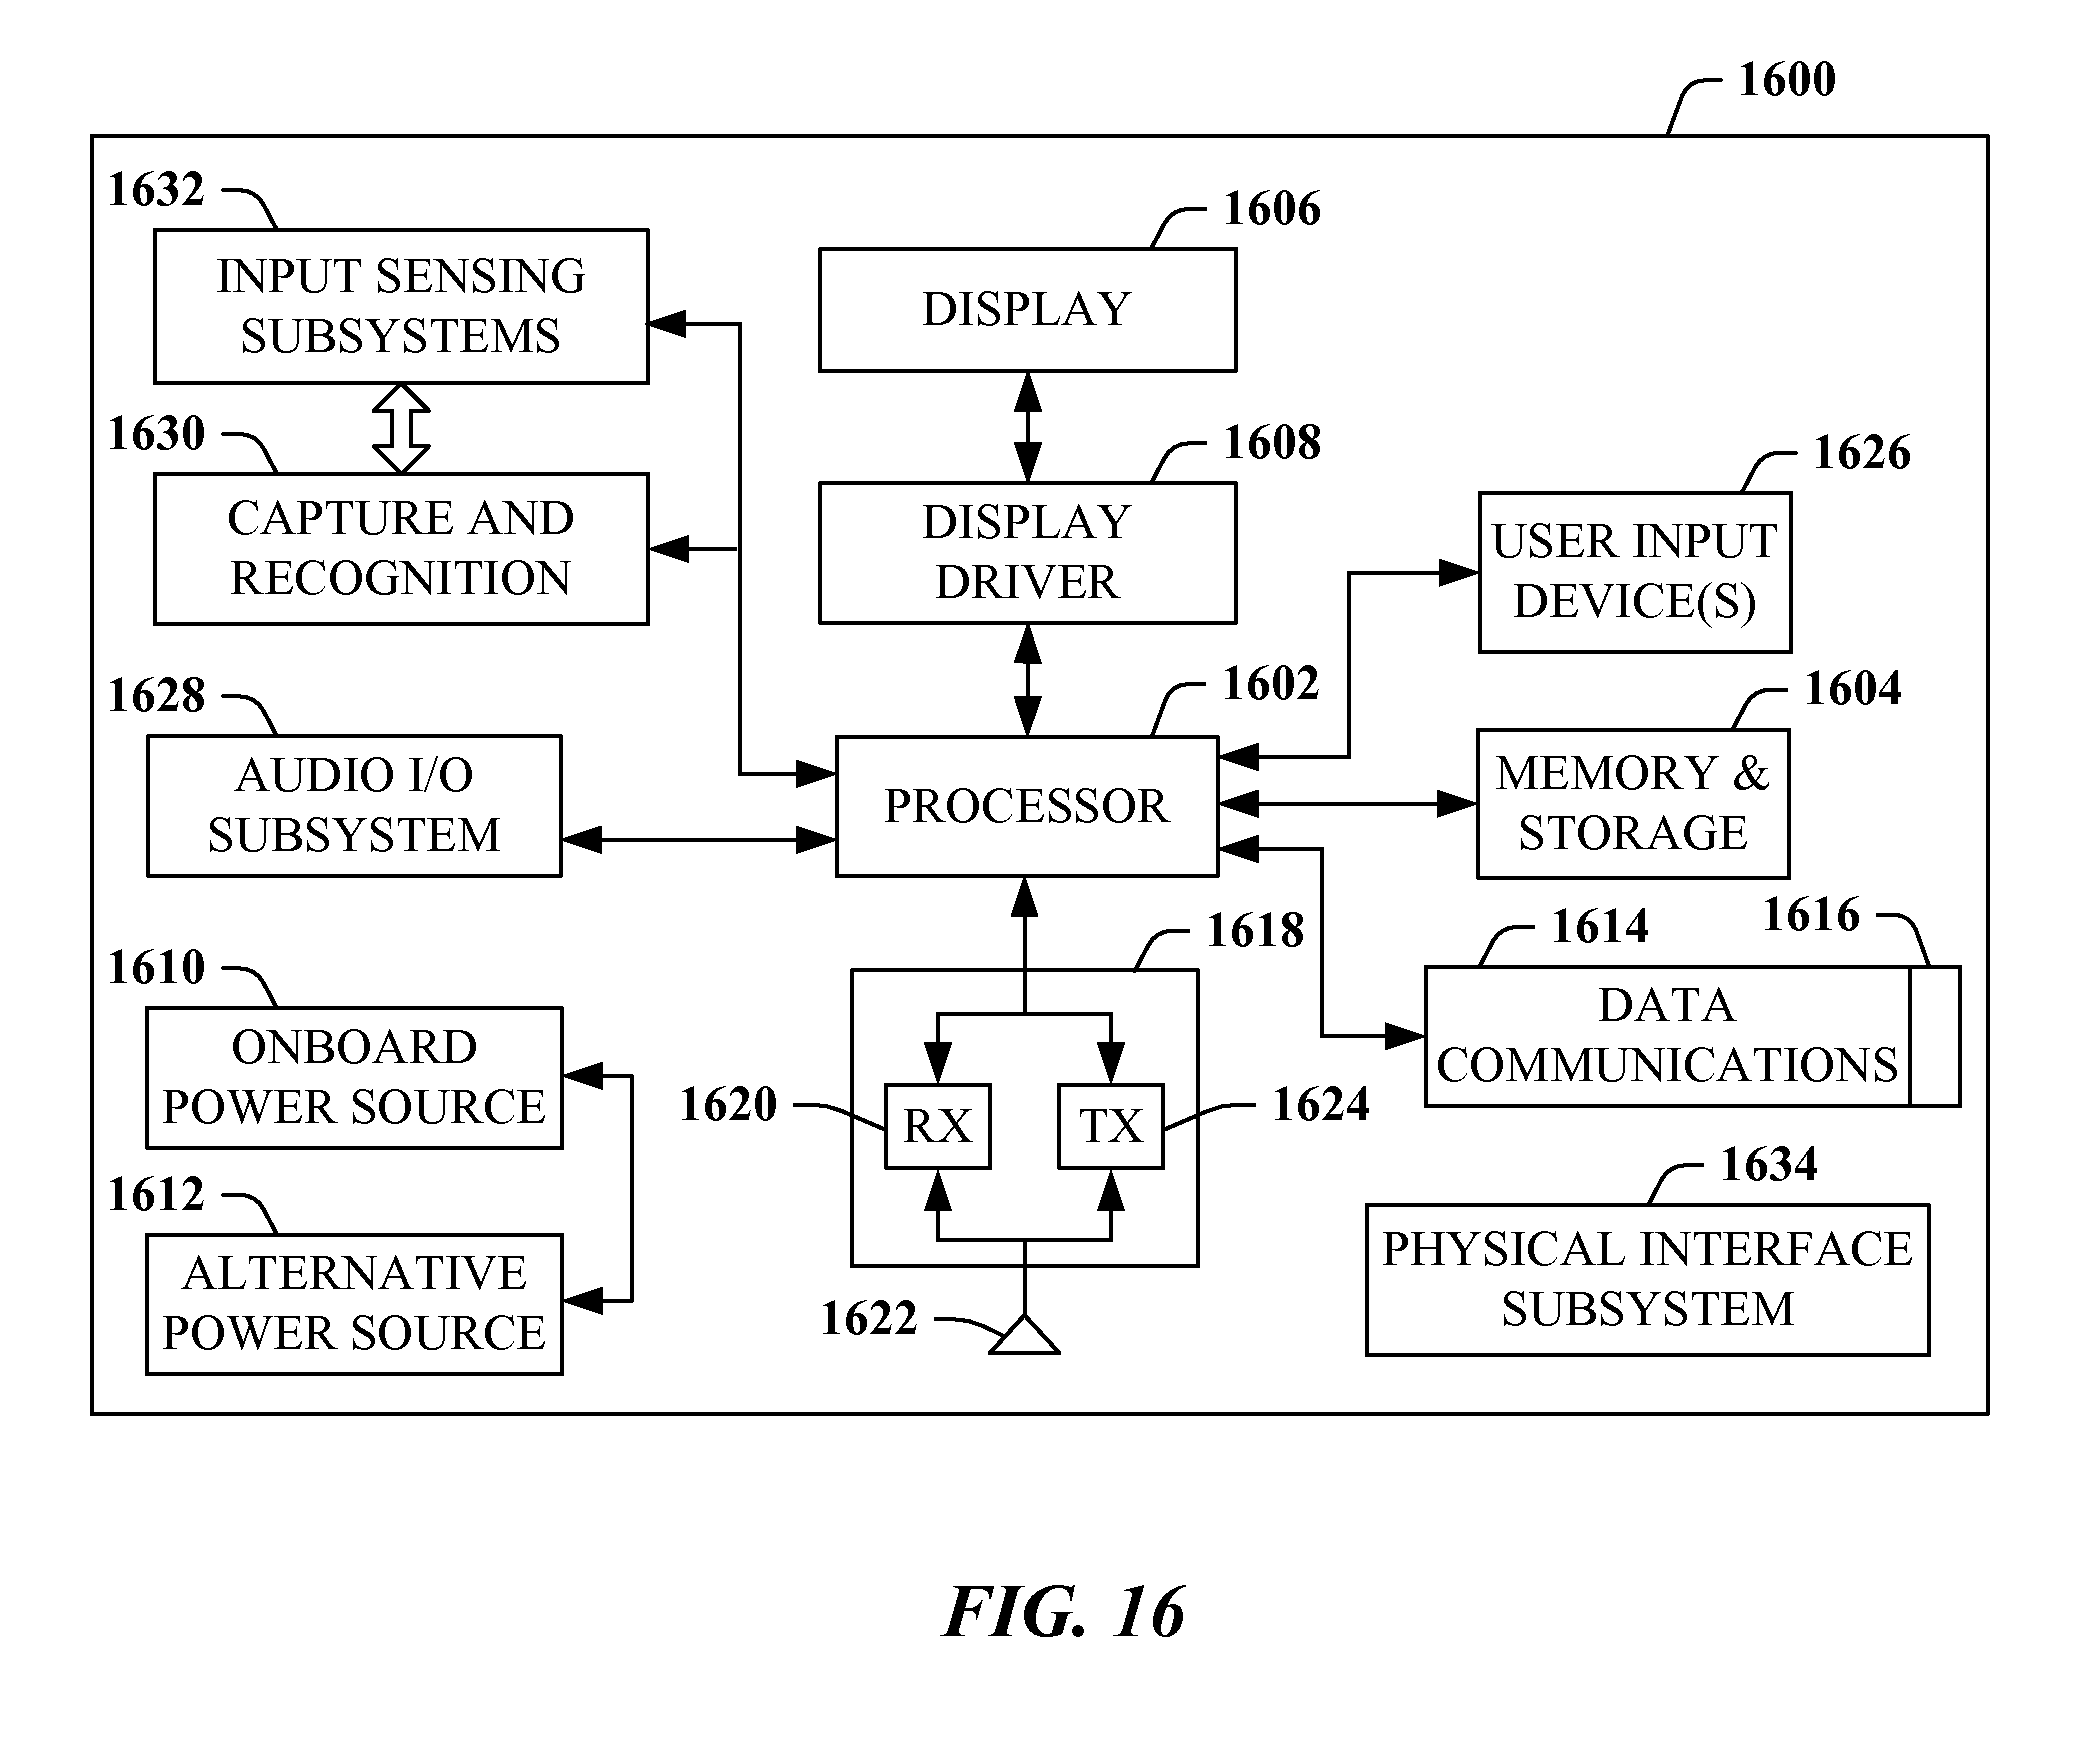 1600
1632
INPUT SENSING
SUBSYSTEMS
1606
DISPLAY
1630
CAPTURE AND
RECOGNITION
1608
DISPLAY
DRIVER
1626
USER INPUT
DEVICE(S)
1628
AUDIO I/O
SUBSYSTEM
1602
PROCESSOR
1604
MEMORY &
STORAGE
1610
ONBOARD
POWER SOURCE
1618
1620
RX
TX
1624
1614
1616
DATA
COMMUNICATIONS
1612
ALTERNATIVE
POWER SOURCE
1622
1634
PHYSICAL INTERFACE
SUBSYSTEM
FIG. 16